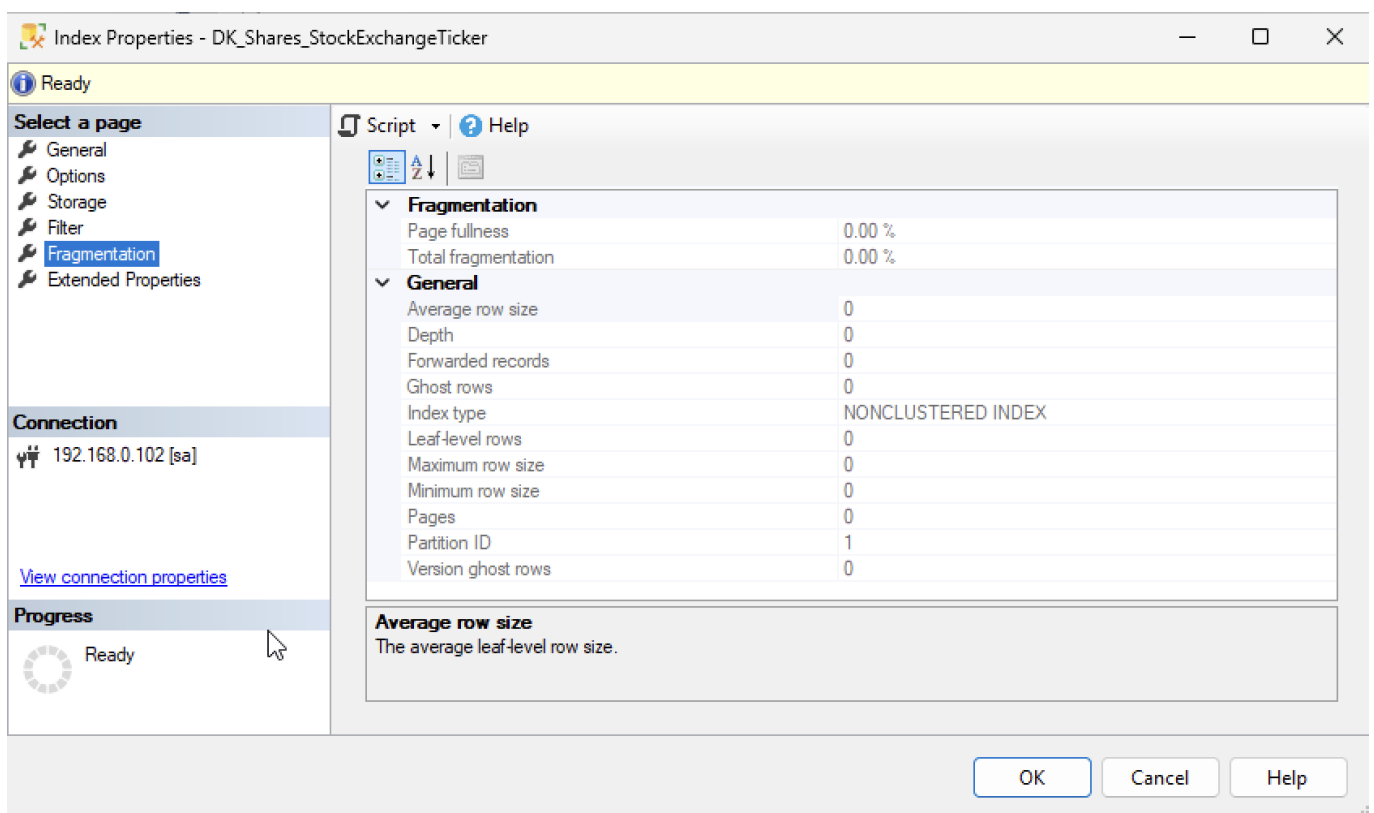 Index Properties - DK_Shares_StockExchangeTicker
Ready
Select a page
General
Options
Storage
Filter
Fragmentation
Extended Properties
Connection
192.168.0.102 [sa]
View connection properties
Progress
Ready
Script
Help
A
Z
Fragmentation
Page fullness 0.00 %
Total fragmentation 0.00 %
General
Average row size 0
Depth 0
Forwarded records 0
Ghost rows 0
Index type NONCLUSTERED INDEX
Leaf-level rows 0
Maximum row size 0
Minimum row size 0
Pages 0
Partition ID 1
Version ghost rows 0
Average row size
The average leaf-level row size.
OK Cancel Help